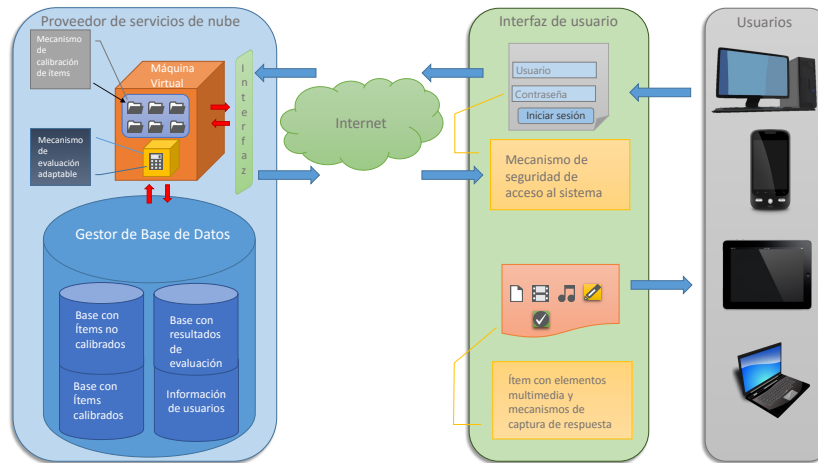 Proveedor de servicios de nube
Mecanismo
de
calibración
de ítems
Máquina
Virtual
I
n
t
e
r
f
a
z
Mecanismo
de
evaluación
adaptable
Gestor de Base de Datos
Base con
Ítems no
calibrados
Base con
Ítems
calibrados
Base con
resultados
de
evaluación
Información
de usuarios
Internet
Interfaz de usuario
Usuario
Contraseña
Iniciar sesión
Mecanismo de
seguridad de
acceso al sistema
Ítem con elementos
multimedia y
mecanismos de
captura de respuesta
Usuarios